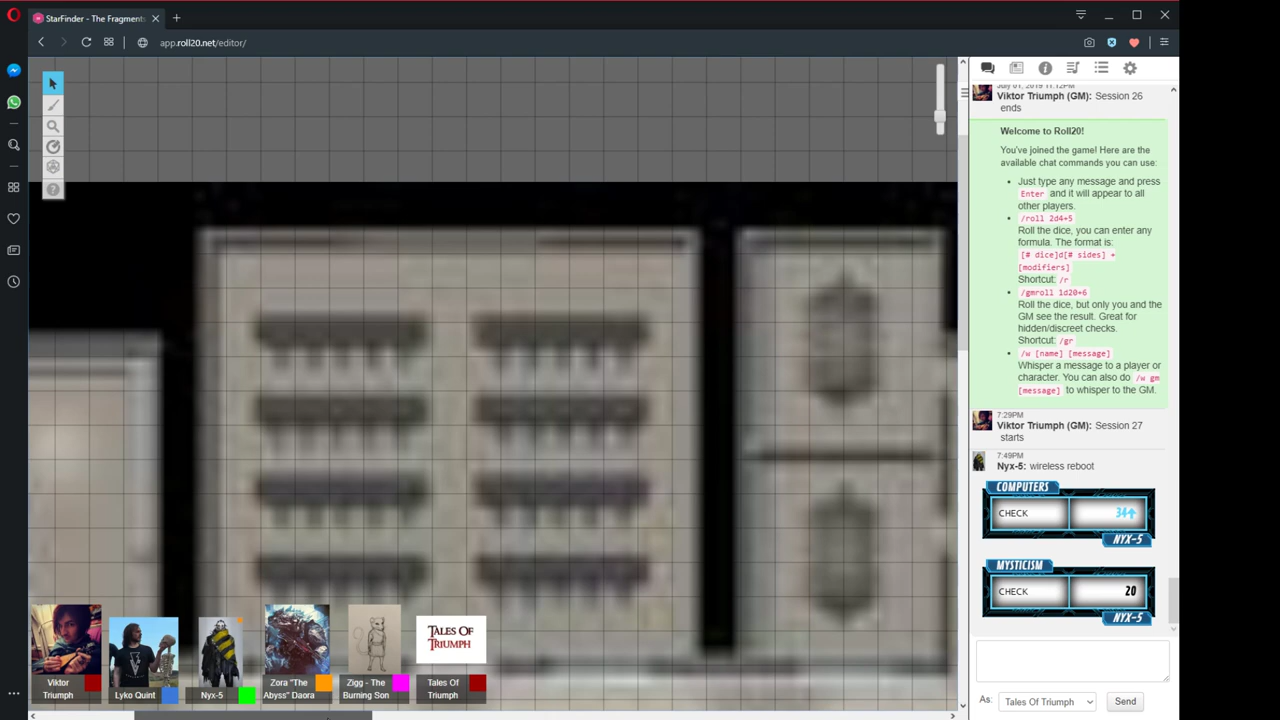 StarFinder - The Fragments
app.roll20.net/editor/
Viktor Triumph (GM): Session 26
ends
Welcome to Roll20!
You've joined the game! Here are the
available chat commands you can use:
Just type any message and press
Enter and it will appear to all
other players.
/roll 2d4+5
Roll the dice, you can enter any
formula. The format is:
[# dice]d[# sides] +
[modifiers]
Shortcut: /r
/gmroll 1d20+6
Roll the dice, but only you and the
GM see the result. Great for
hidden/discreet checks.
Shortcut: /gr
/w [name] [message]
Whisper a message to a player or
character. You can also do /w gm
[message] to whisper to the GM.
7:29PM
Viktor Triumph (GM): Session 27
starts
7:49PM
Nyx-5: wireless reboot
COMPUTERS
CHECK 34
NYX-5
MYSTICISM
CHECK 20
NYX-5
TALES OF
TRIUMPH
Viktor
Triumph
Lyko Quint
Nyx-5
Zora "The
Abyss" Daora
Zigg - The
Burning Son
Tales Of
Triumph
As: Tales Of Triumph
Send